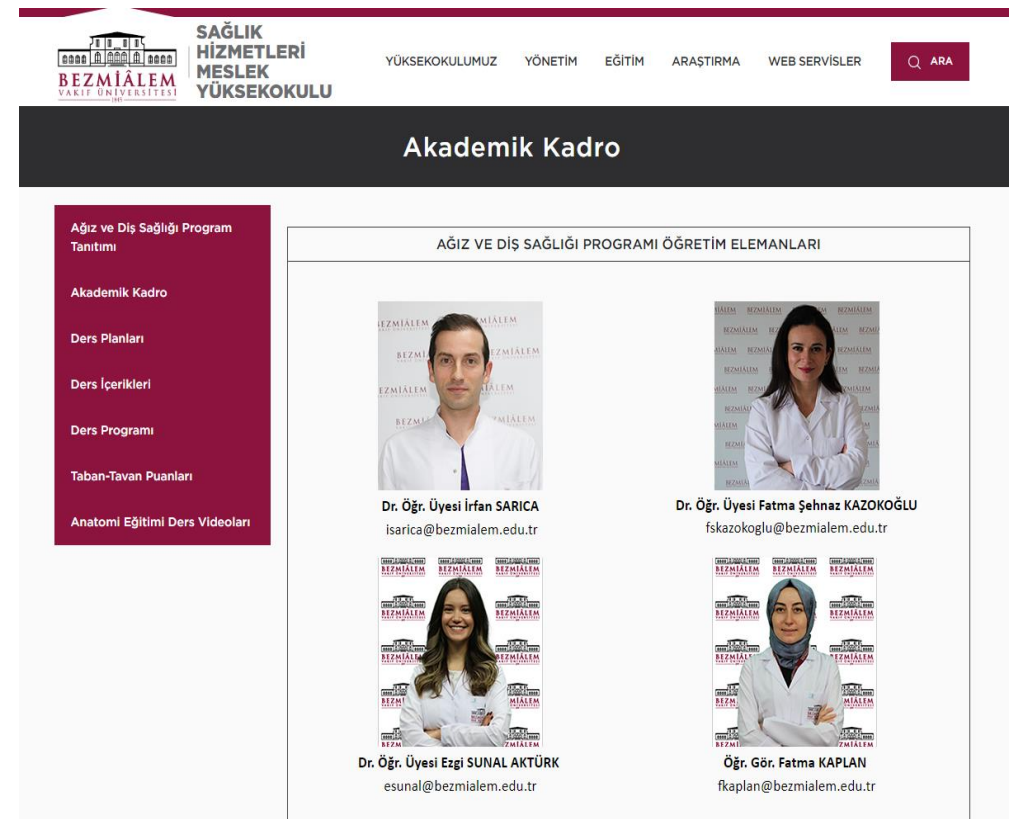 BEZMİÂLEM
VAKIF ÜNİVERSİTESİ
1845
SAĞLIK
HİZMETLERİ
MESLEK
YÜKSEKOKULU
YÜKSEKOKULUMUZ YÖNETİM EĞİTİM ARAŞTIRMA WEB SERVİSLER ARA
Akademik Kadro
Ağız ve Diş Sağlığı Program
Tanıtımı
Akademik Kadro
Ders Planları
Ders İçerikleri
Ders Programı
Taban-Tavan Puanları
Anatomi Eğitimi Ders Videoları
AĞIZ VE DİŞ SAĞLIĞI PROGRAMI ÖĞRETİM ELEMANLARI
Dr. Öğr. Üyesi İrfan SARICA
isarica@bezmialem.edu.tr
Dr. Öğr. Üyesi Fatma Şehnaz KAZOKOĞLU
fskazokoglu@bezmialem.edu.tr
Dr. Öğr. Üyesi Ezgi SUNAL AKTÜRK
esunal@bezmialem.edu.tr
Öğr. Gör. Fatma KAPLAN
fkaplan@bezmialem.edu.tr